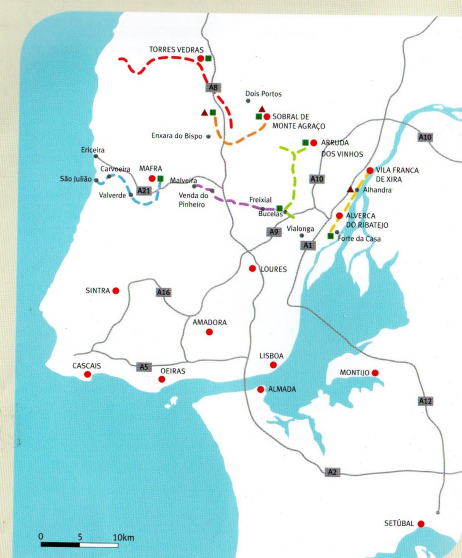 TORRES VEDRAS
A8
Dois Portos
SOBRAL DE
MONTE AGRAÇO
Enxara do Bispo
ARRUDA
DOS VINHOS
A10
Ericeira
Carvoeira
MAFRA
São Julião
A21
Valverde
Malveira
Venda do
Pinheiro
Freixial
Bucelas
A10
VILA FRANCA
DE XIRA
Alhandra
ALVERCA
DO RIBATEJO
Forte da Casa
Vialonga
A9
A1
LOURES
SINTRA
A16
AMADORA
LISBOA
CASCAIS
A5
OEIRAS
ALMADA
MONTIJO
A12
A2
SETÚBAL
0 5 10km